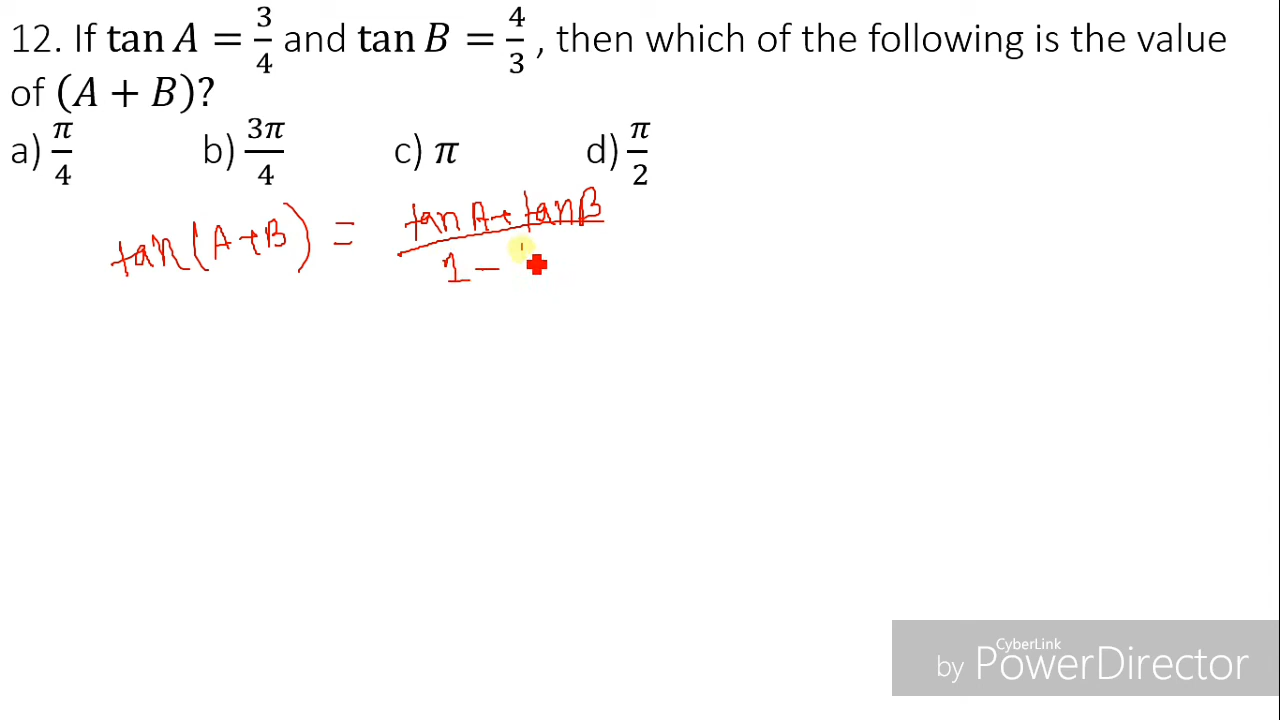 12. If tan A = 3/4 and tan B = 4/3, then which of the following is the value
of (A + B)?
a) π/4 b) 3π/4 c) π d) π/2
tan(A+B) = (tan A + tan B)/(1 -
CyberLink
by PowerDirector